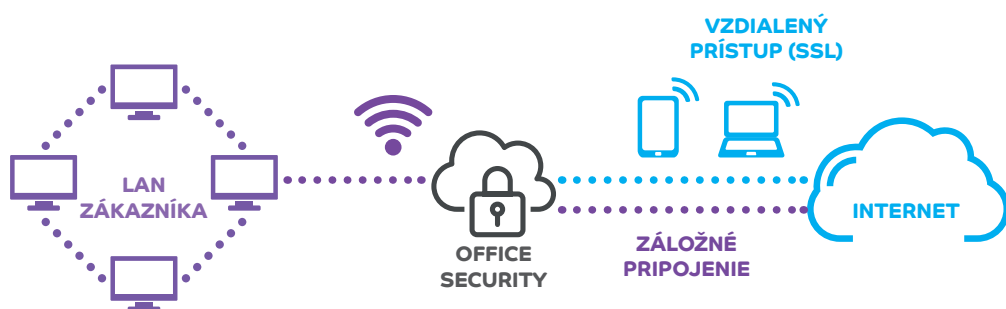 VZDIALENÝ
PRÍSTUP (SSL)
LAN
ZÁKAZNÍKA
INTERNET
OFFICE
SECURITY
ZÁLOŽNÉ
PRIPOJENIE